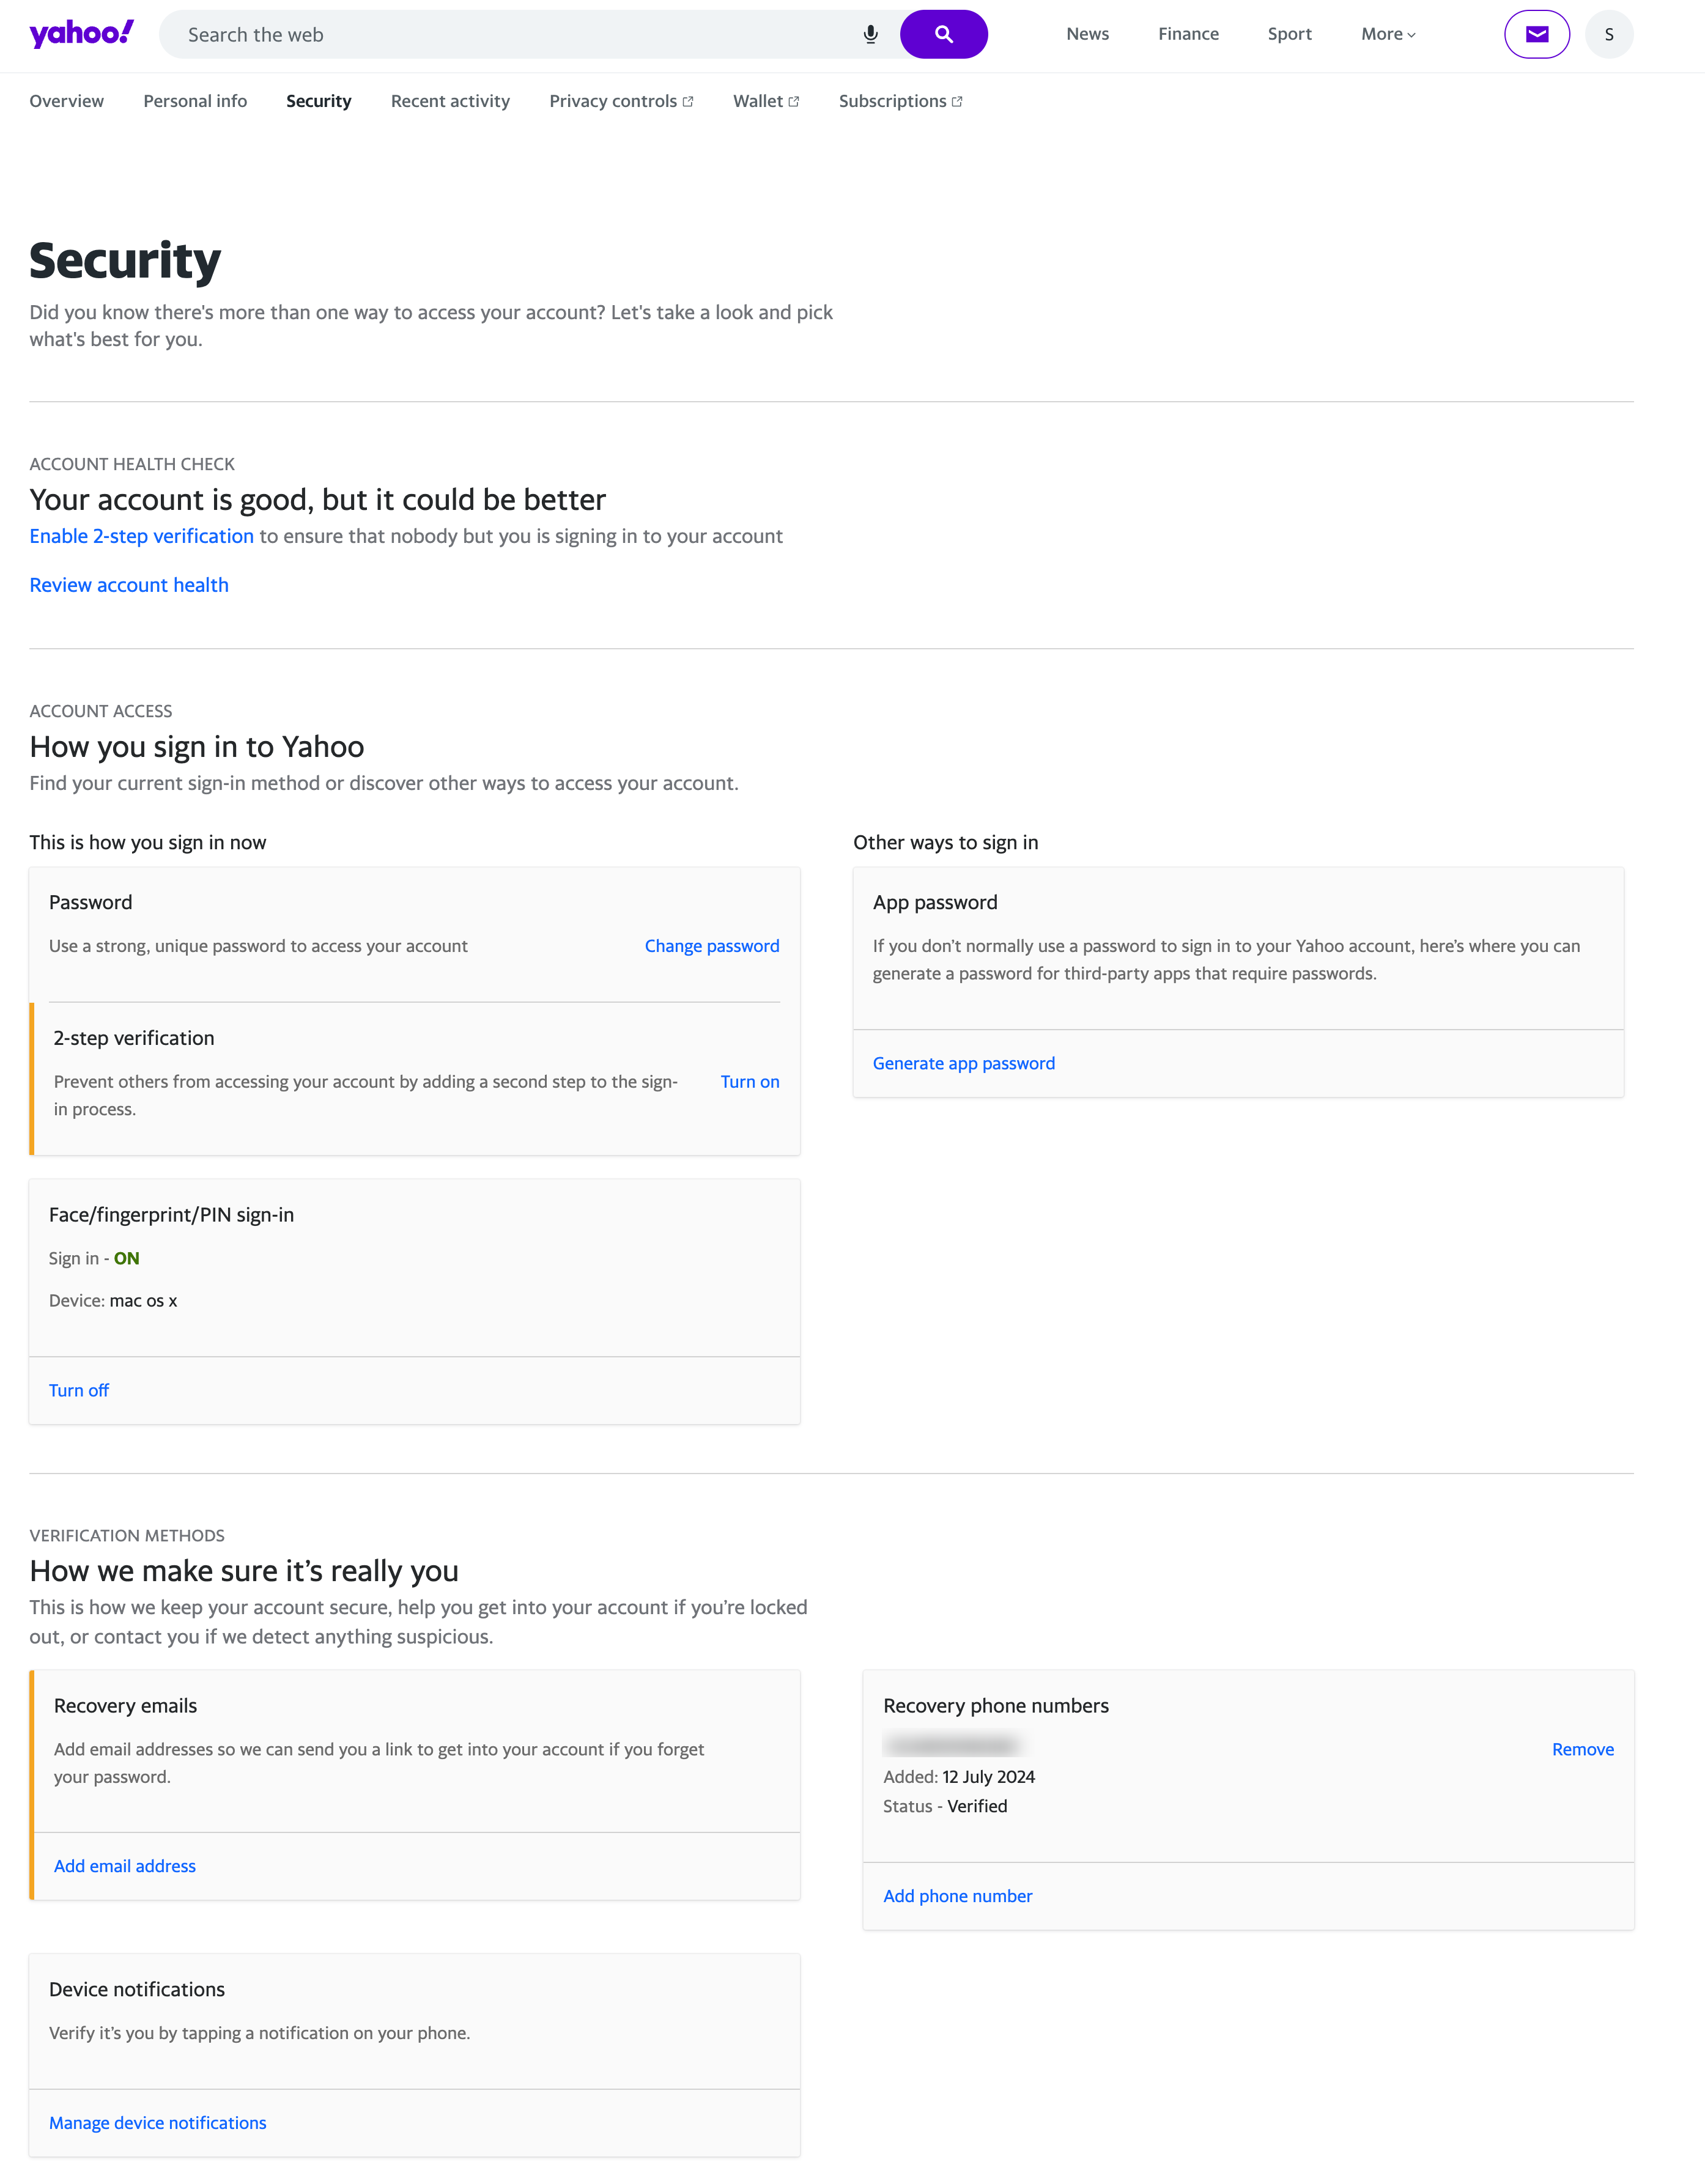 yahoo!
Search the web
News
Finance
Sport
More
S
Overview
Personal info
Security
Recent activity
Privacy controls
Wallet
Subscriptions
Security
Did you know there's more than one way to access your account? Let's take a look and pick
what's best for you.
ACCOUNT HEALTH CHECK
Your account is good, but it could be better
Enable 2-step verification to ensure that nobody but you is signing in to your account
Review account health
ACCOUNT ACCESS
How you sign in to Yahoo
Find your current sign-in method or discover other ways to access your account.
This is how you sign in now
Password
Use a strong, unique password to access your account
Change password
2-step verification
Prevent others from accessing your account by adding a second step to the sign-
in process.
Turn on
Other ways to sign in
App password
If you don’t normally use a password to sign in to your Yahoo account, here’s where you can
generate a password for third-party apps that require passwords.
Generate app password
Face/fingerprint/PIN sign-in
Sign in - ON
Device: mac os x
Turn off
VERIFICATION METHODS
How we make sure it’s really you
This is how we keep your account secure, help you get into your account if you’re locked
out, or contact you if we detect anything suspicious.
Recovery emails
Add email addresses so we can send you a link to get into your account if you forget
your password.
Add email address
Recovery phone numbers
Remove
Added: 12 July 2024
Status - Verified
Add phone number
Device notifications
Verify it’s you by tapping a notification on your phone.
Manage device notifications